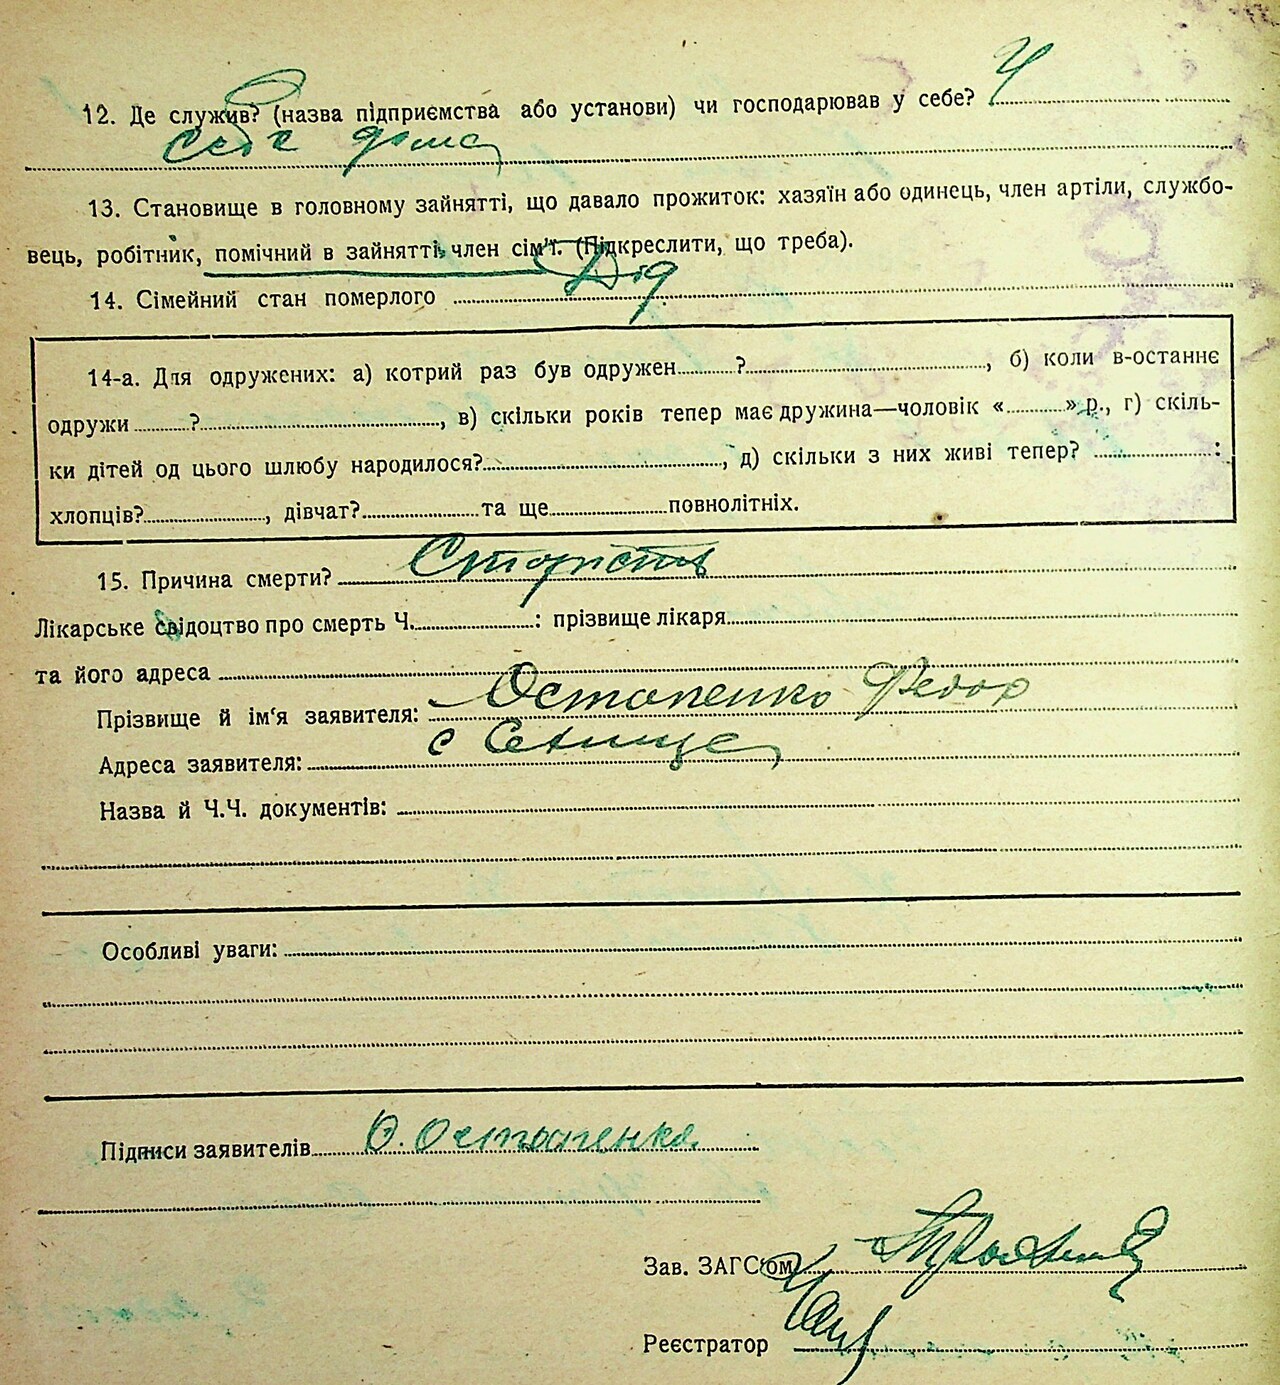 12. Де служив? (назва підприємства або установи) чи господарював у себе? У
себе дома
13. Становище в головному зайнятті, що давало прожиток: хазяїн або одинець, член артіли, службо-
вець, робітник, помічний в зайнятті член сім'ї. (Підкреслити, що треба).
14. Сімейний стан померлого Дід
14-а. Для одружених: а) котрий раз був одружен ? , б) коли в-останнє
одружи ? , в) скільки років тепер має дружина—чоловік « » р., г) скіль-
ки дітей од цього шлюбу народилося? , д) скільки з них живі тепер? :
хлопців? , дівчат? та ще повнолітніх.
15. Причина смерти?
Лікарське свідоцтво про смерть Ч. : прізвище лікаря
та його адреса
Прізвище й ім'я заявителя: Остапенко Федор
Адреса заявителя: с
Назва й Ч.Ч. документів:
Особливі уваги:
Підписи заявителів Ф. Остапенко
Зав. ЗАГС'ом
Реєстратор